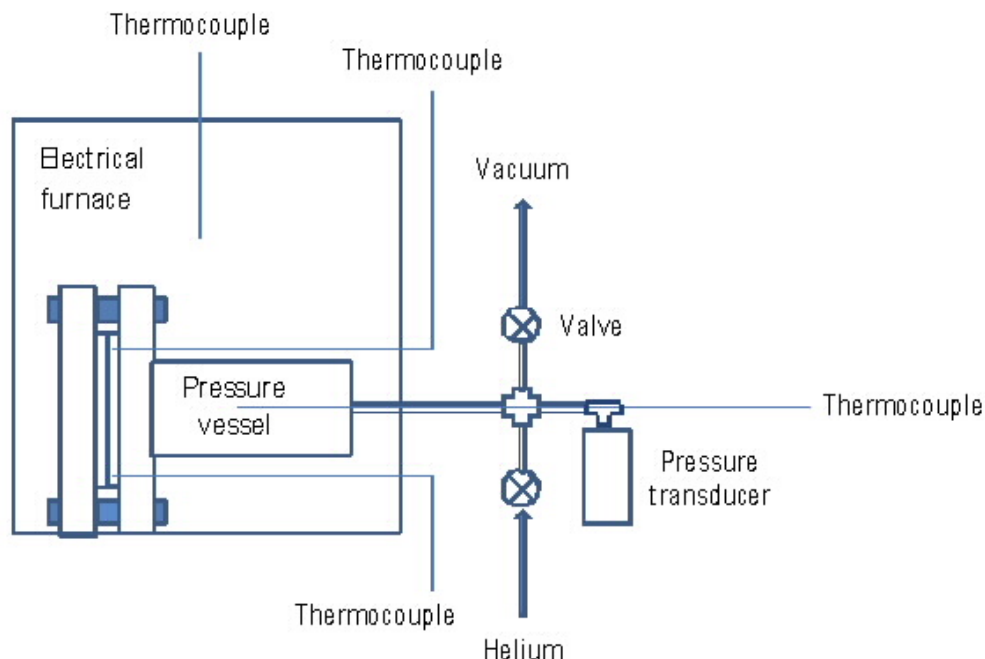 Thermocouple
Thermocouple
Electrical
furnace
Vacuum
Valve
Pressure
vessel
Thermocouple
Pressure
transducer
Thermocouple
Helium